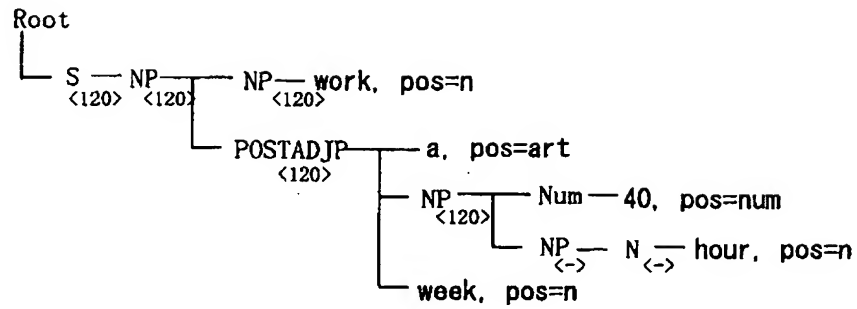 Root
S NP NP work, pos=n
<120> <120> <120>
POSTADJP a, pos=art
<120>
NP Num 40, pos=num
<120>
NP N hour, pos=n
<-> <->
week, pos=n